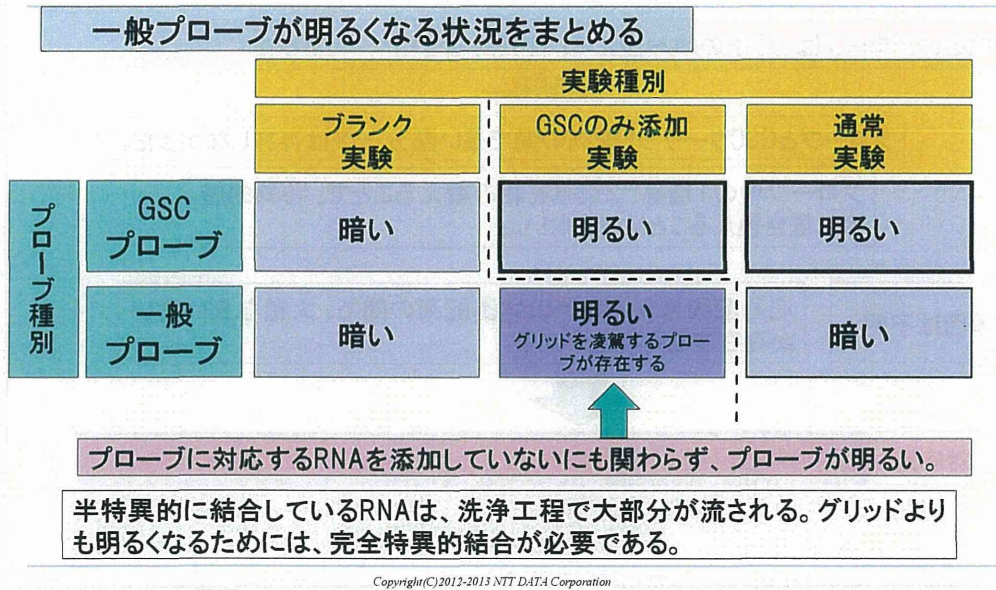 一般プローブが明るくなる状況をまとめる
実験種別
ブランク
実験
GSCのみ添加
実験
通常
実験
プローブ種別
GSC
プローブ
暗い
明るい
明るい
一般
プローブ
暗い
明るい
グリッドを凌駕するプロー
ブが存在する
暗い
プローブに対応するRNAを添加していないにも関わらず、プローブが明るい。
半特異的に結合しているRNAは、洗浄工程で大部分が流される。グリッドより
も明るくなるためには、完全特異的結合が必要である。
Copyright(C)2012-2013 NTT DATA Corporation